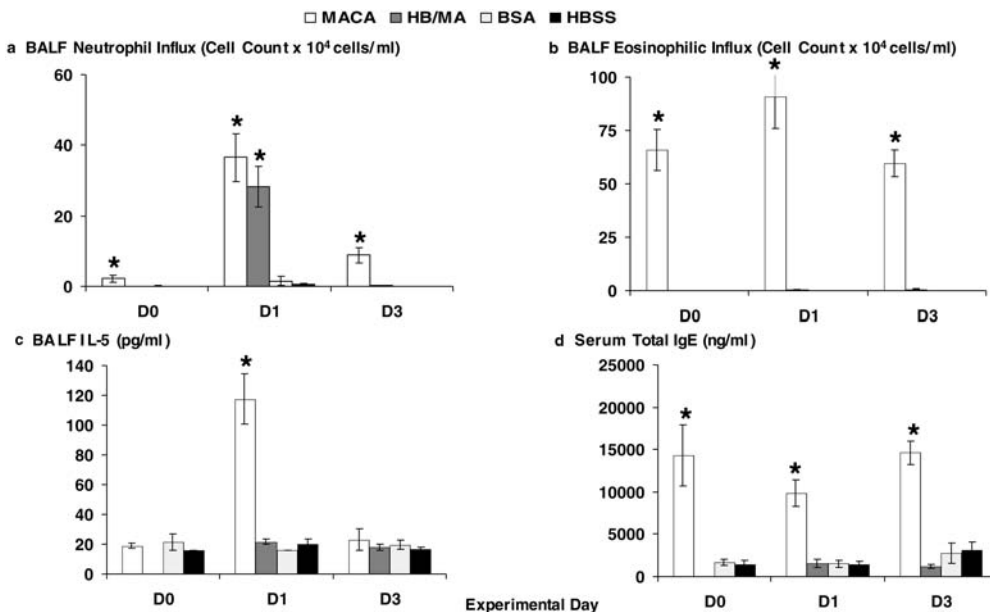 MACA HB/MA BSA HBSS
a BALF Neutrophil Influx (Cell Count x 10⁴ cells/ml)
60
40
20
0
* * * *
D0 D1 D3
b BALF Eosinophilic Influx (Cell Count x 10⁴ cells/ml)
100
75
50
25
0
* * *
D0 D1 D3
c BALF IL-5 (pg/ml)
140
120
100
80
60
40
20
0
*
D0 D1 D3
d Serum Total IgE (ng/ml)
25000
20000
15000
10000
5000
0
* * *
D0 D1 D3
Experimental Day